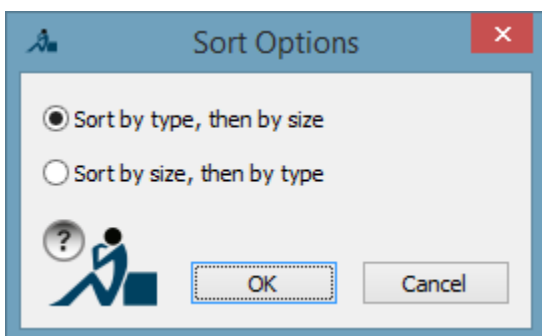 Sort Options
Sort by type, then by size
Sort by size, then by type
?
OK Cancel